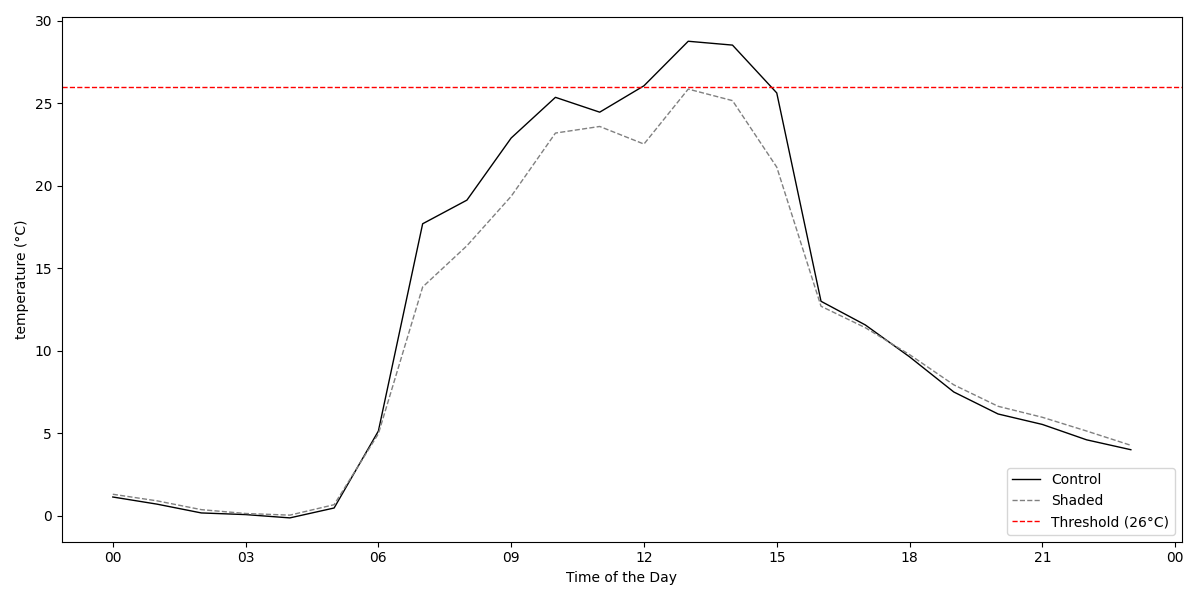 30
25
20
15
10
5
0
temperature (°C)
00 03 06 09 12 15 18 21 00
Time of the Day
Control
Shaded
Threshold (26°C)